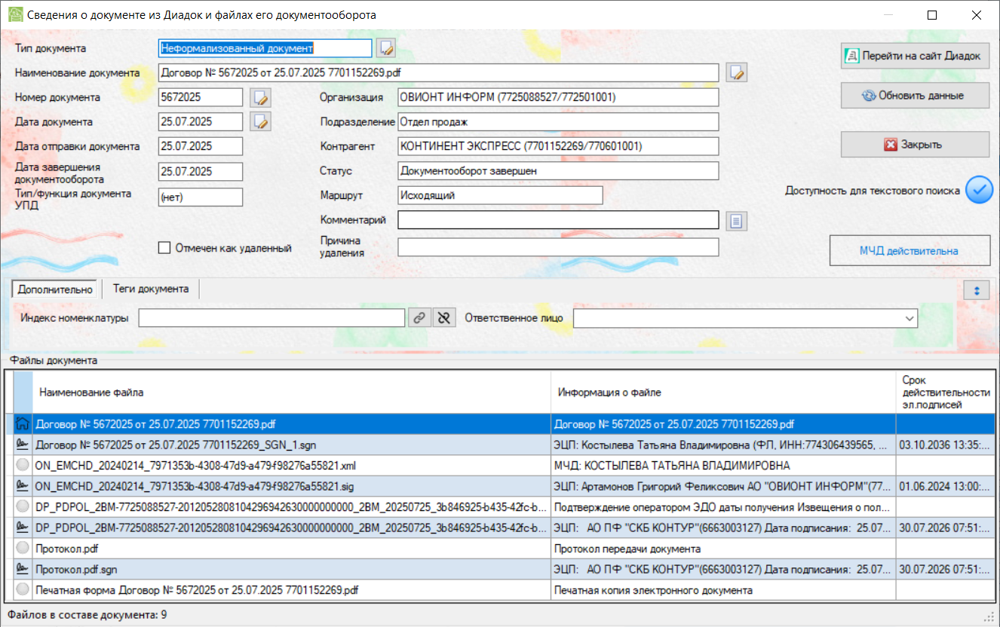 Сведения о документе из Диадок и файлах его документооборота
Тип документа
Неформализованный документ
Перейти на сайт Диадок
Наименование документа
Договор № 5672025 от 25.07.2025 7701152269.pdf
Номер документа
5672025
Организация
ОВИОНТ ИНФОРМ (7725088527/772501001)
Обновить данные
Дата документа
25.07.2025
Подразделение
Отдел продаж
Дата отправки документа
25.07.2025
Контрагент
КОНТИНЕНТ ЭКСПРЕСС (7701152269/770601001)
Закрыть
Дата завершения
документооборота
25.07.2025
Статус
Документооборот завершен
Тип/функция документа
УПД
(нет)
Маршрут
Исходящий
Доступность для текстового поиска
Комментарий
Отмечен как удаленный
Причина
удаления
МЧД действительна
Дополнительно
Теги документа
Индекс номенклатуры
Ответственное лицо
Файлы документа
Наименование файла
Информация о файле
Срок
действительности
эл.подписей
Договор № 5672025 от 25.07.2025 7701152269.pdf
Договор № 5672025 от 25.07.2025 7701152269.pdf
Договор № 5672025 от 25.07.2025 7701152269_SGN_1.sgn
ЭЦП: Костылева Татьяна Владимировна (ФЛ, ИНН:774306439565, ...
03.10.2036 13:35:...
ON_EMCHD_20240214_7971353b-4308-47d9-a479-f98276a55821.xml
МЧД: КОСТЫЛЕВА ТАТЬЯНА ВЛАДИМИРОВНА
ON_EMCHD_20240214_7971353b-4308-47d9-a479-f98276a55821.sig
ЭЦП: Артамонов Григорий Феликсович АО "ОВИОНТ ИНФОРМ"(77...
01.06.2024 13:00:...
DP_PDPOL_2BM-7725088527-2012052808104296942630000000000_2BM_20250725_3b846925-b435-42fc-b...
Подтверждение оператором ЭДО даты получения Извещения о пол...
DP_PDPOL_2BM-7725088527-2012052808104296942630000000000_2BM_20250725_3b846925-b435-42fc-b...
ЭЦП: АО ПФ "СКБ КОНТУР"(6663003127) Дата подписания: 25.07...
30.07.2026 07:51:...
Протокол.pdf
Протокол передачи документа
Протокол.pdf.sgn
ЭЦП: АО ПФ "СКБ КОНТУР"(6663003127) Дата подписания: 25.07...
30.07.2026 07:51:...
Печатная форма Договор № 5672025 от 25.07.2025 7701152269.pdf
Печатная копия электронного документа
Файлов в составе документа: 9